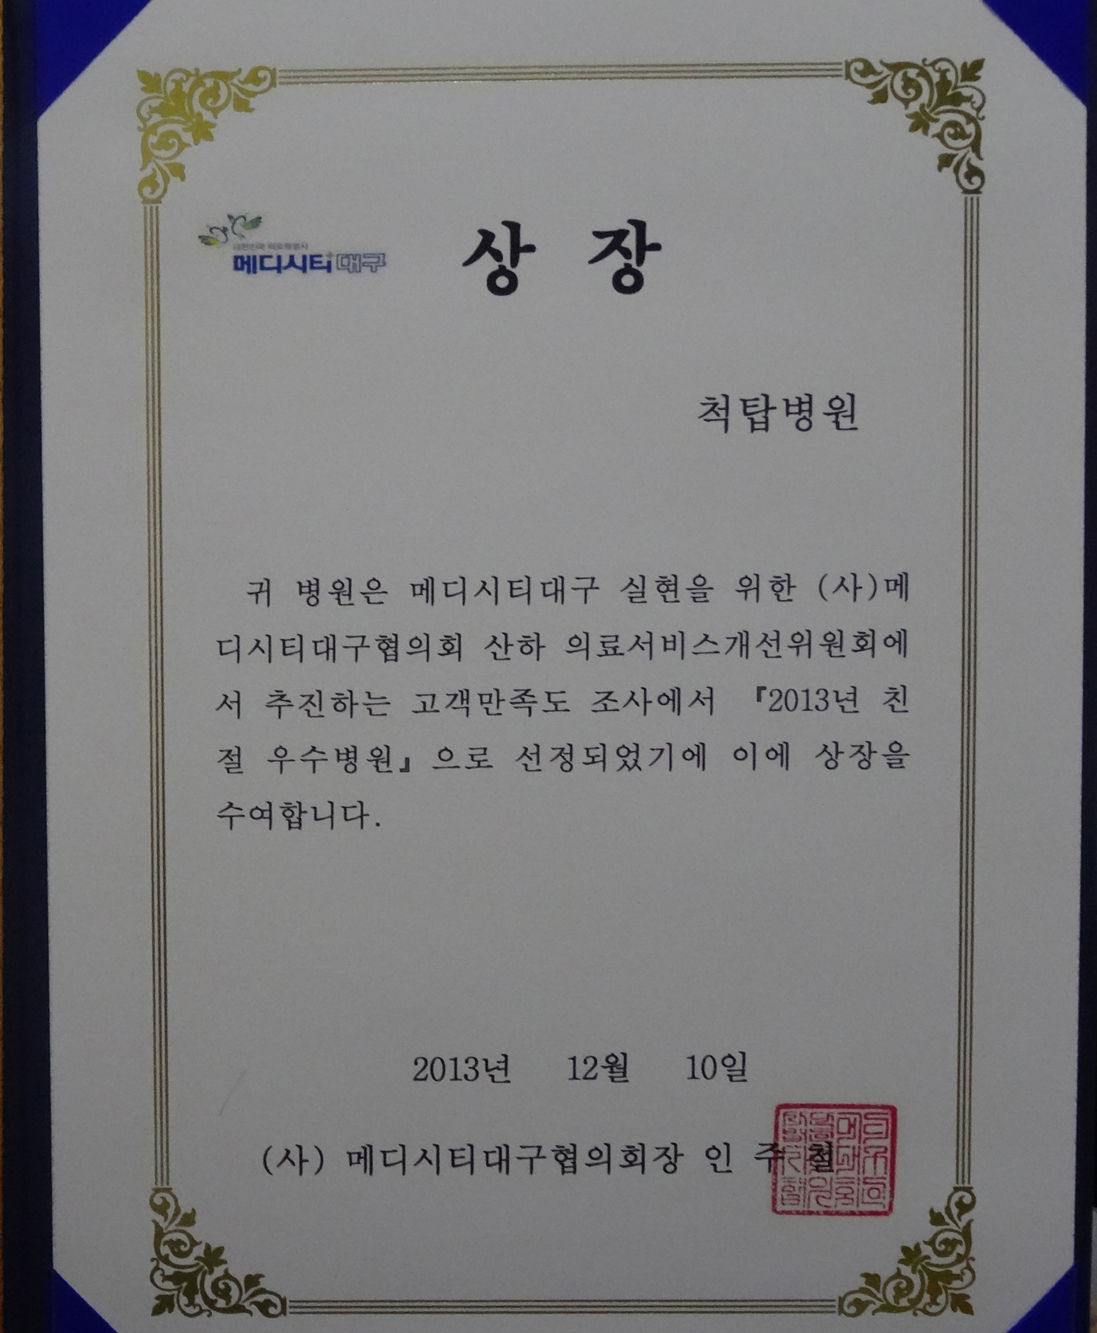 메디시티대구
상 장
척탑병원
귀 병원은 메디시티대구 실현을 위한 (사)메
디시티대구협의회 산하 의료서비스개선위원회에
서 추진하는 고객만족도 조사에서 『2013년 친
절 우수병원』으로 선정되었기에 이에 상장을
수여합니다.
2013년 12월 10일
(사) 메디시티대구협의회장 인 주 철